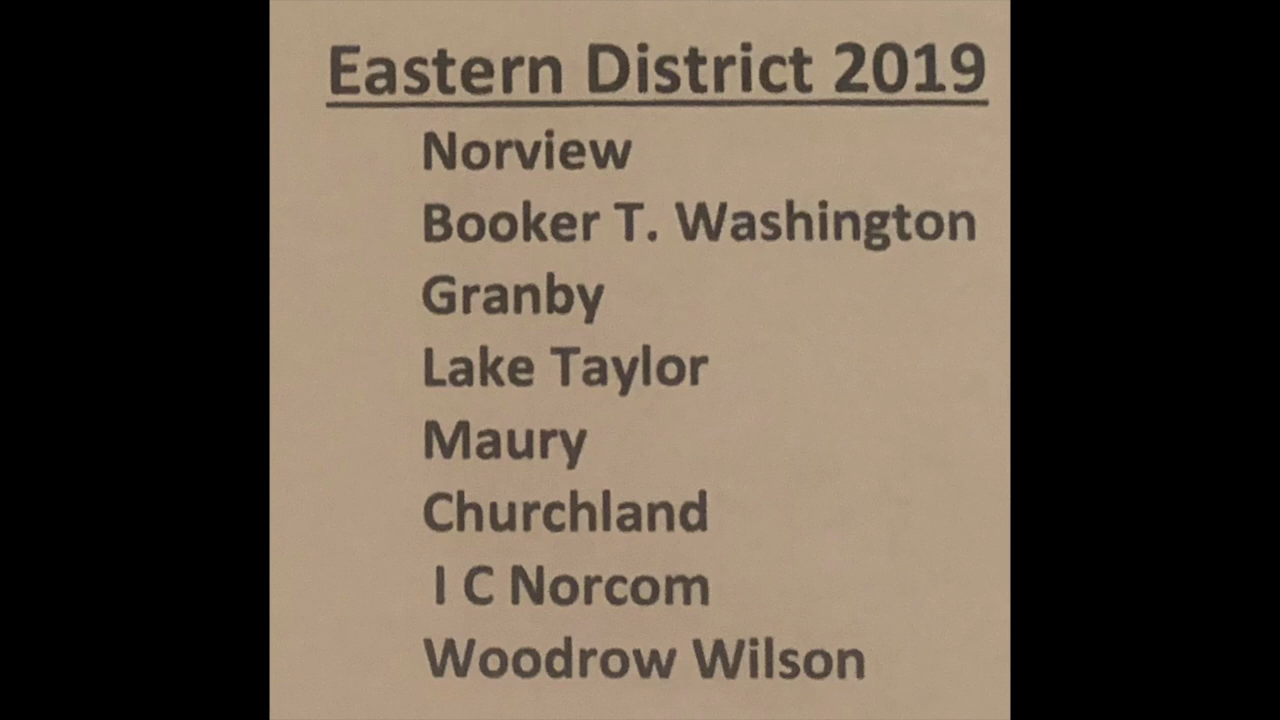 Eastern District 2019
Norview
Booker T. Washington
Granby
Lake Taylor
Maury
Churchland
I C Norcom
Woodrow Wilson